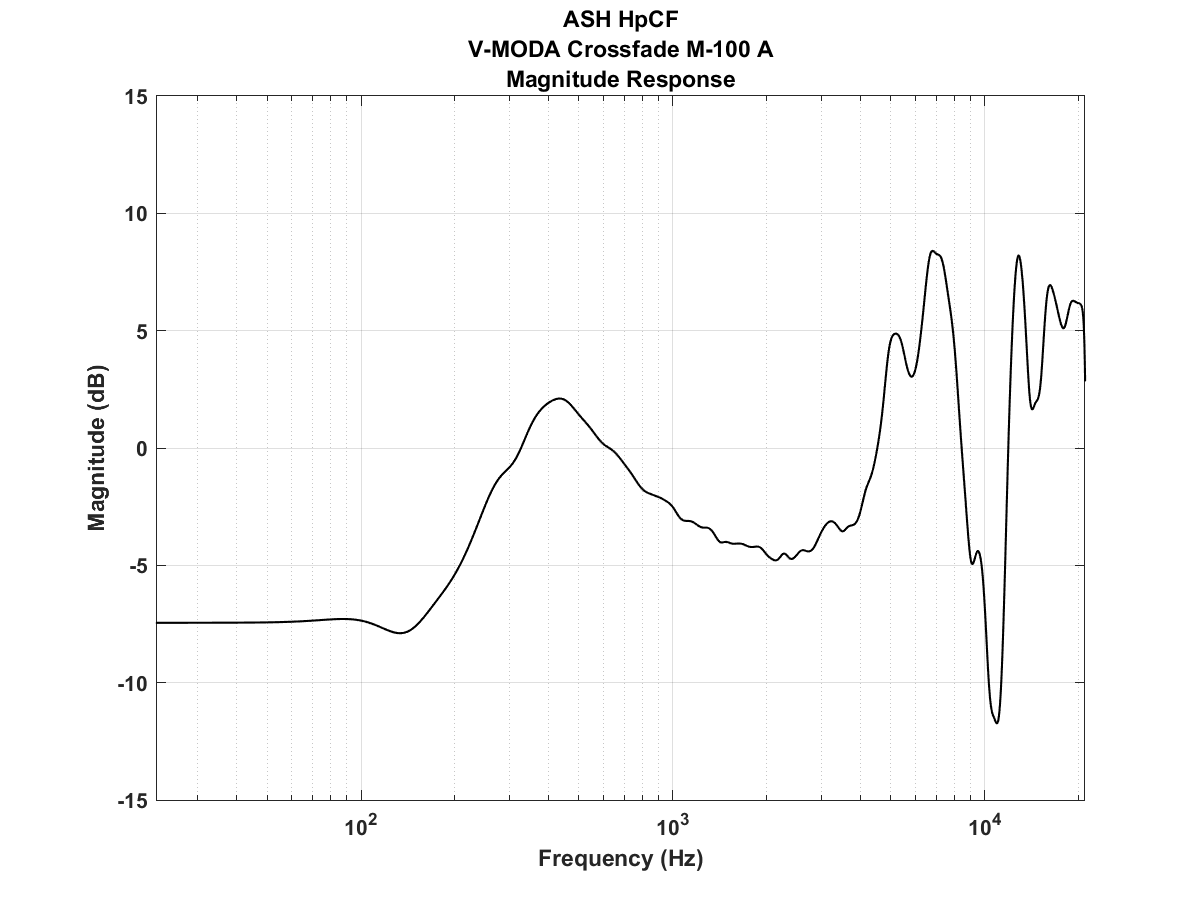 ASH HpCF
V-MODA Crossfade M-100 A
Magnitude Response
15
10
5
0
-5
-10
-15
Magnitude (dB)
10²
10³
10⁴
Frequency (Hz)